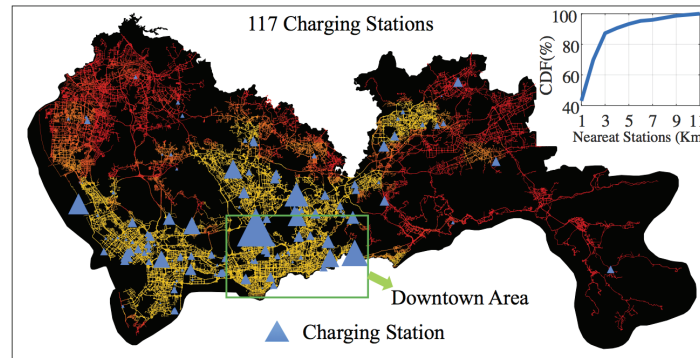 117 Charging Stations
100
80
60
40
CDF(%)
1 3 5 7 9 11
Neareat Stations (Km
Downtown Area
Charging Station